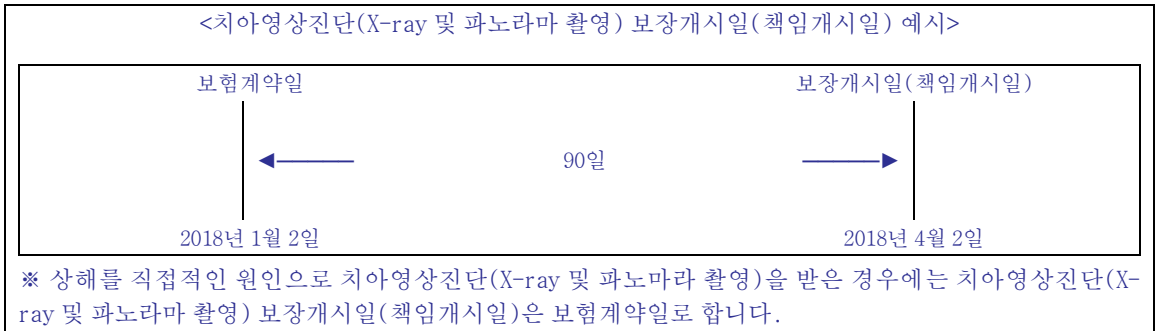 <치아영상진단(X-ray 및 파노라마 촬영) 보장개시일(책임개시일) 예시>
보험계약일 보장개시일(책임개시일)
90일
2018년 1월 2일 2018년 4월 2일
※ 상해를 직접적인 원인으로 치아영상진단(X-ray 및 파노마라 촬영)을 받은 경우에는 치아영상진단(X-
ray 및 파노라마 촬영) 보장개시일(책임개시일)은 보험계약일로 합니다.